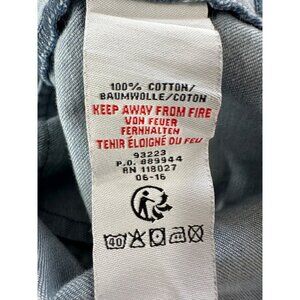 100% COTTON/
BAUMWOLLE/COTON
KEEP AWAY FROM FIRE
VON FEUER
FERNHALTEN
TENIR ÉLOIGNÉ DU FEU
93223
P.O. 889944
RN 118027
06-16
40